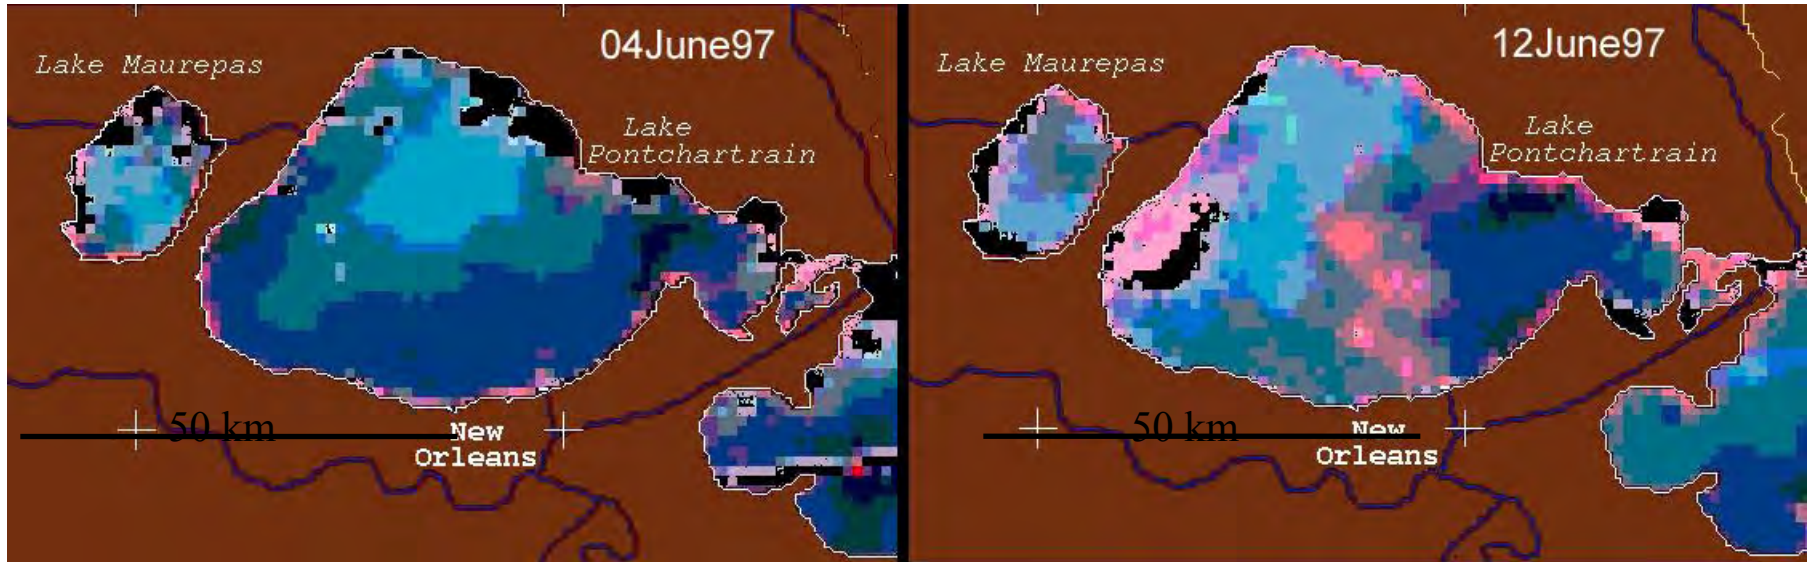 04June97
Lake Maurepas
Lake
Pontchartrain
50 km
New
Orleans
12June97
Lake Maurepas
Lake
Pontchartrain
50 km
New
Orleans